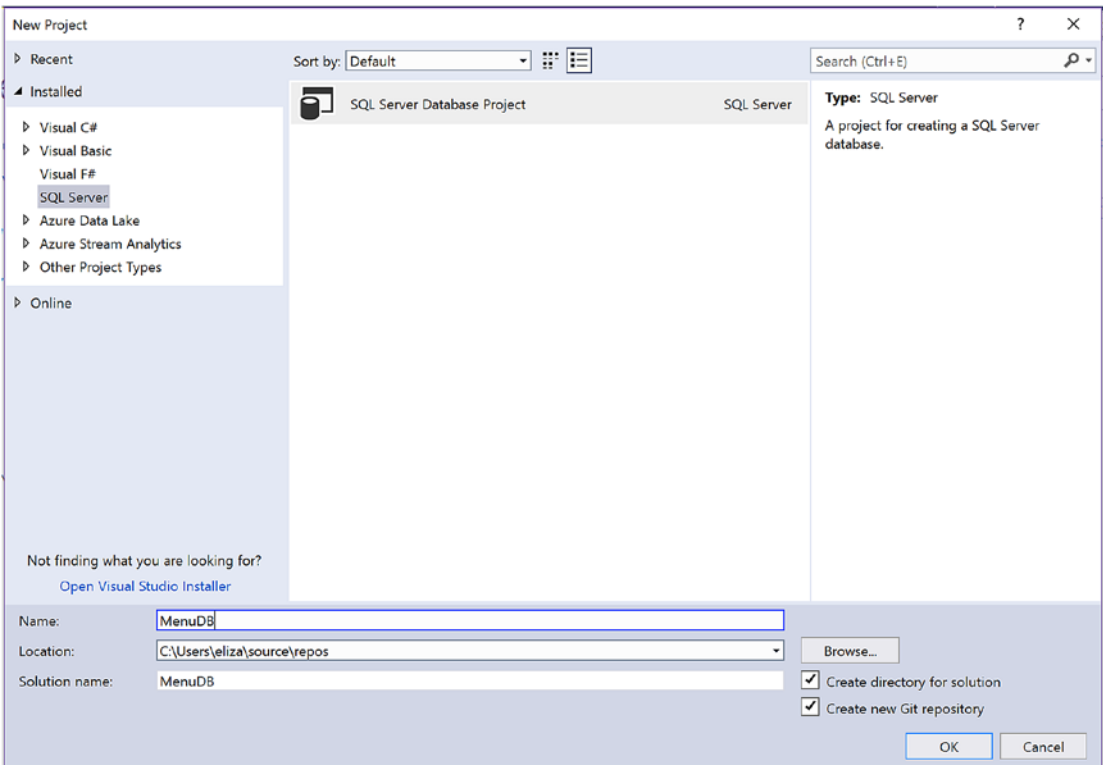 New Project
?
Recent
Installed
Visual C#
Visual Basic
Visual F#
SQL Server
Azure Data Lake
Azure Stream Analytics
Other Project Types
Online
Not finding what you are looking for?
Open Visual Studio Installer
Sort by: Default
SQL Server Database Project SQL Server
Search (Ctrl+E)
Type: SQL Server
A project for creating a SQL Server
database.
Name: MenuDB
Location: C:\Users\eliza\source\repos Browse...
Solution name: MenuDB Create directory for solution
Create new Git repository
OK Cancel